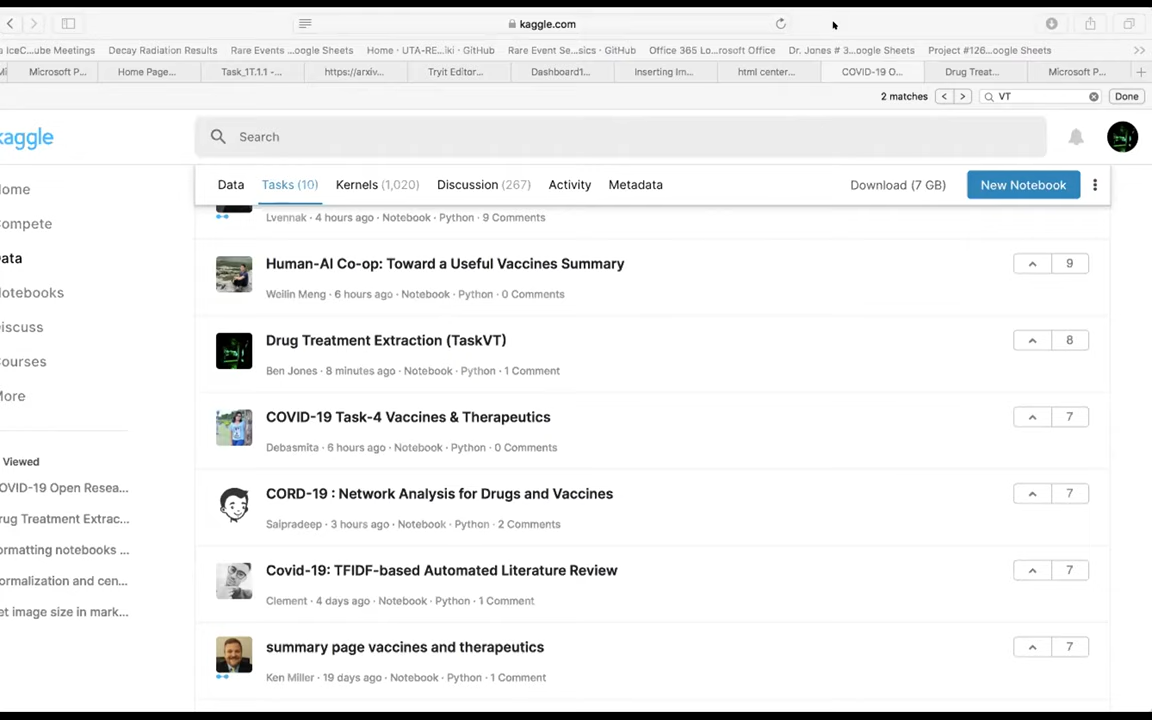 kaggle.com
a IceC...ube Meetings Decay Radiation Results Rare Events ...oogle Sheets Home · UTA-RE...iki · GitHub Rare Event Se...sics · GitHub Office 365 Lo...rosoft Office Dr. Jones # 3...oogle Sheets Project #126...oogle Sheets >>
Mi Microsoft P... Home Page... Task_1T.1.1 -... https://arxiv... Tryit Editor... Dashboard1... Inserting Im... html center... COVID-19 O... Drug Treat... Microsoft P... +
2 matches < > VT Done
kaggle
Search
Data Tasks (10) Kernels (1,020) Discussion (267) Activity Metadata Download (7 GB) New Notebook
ome
ompete
ata
otebooks
iscuss
ourses
ore
Viewed
OVID-19 Open Resea...
rug Treatment Extrac...
ormatting notebooks ...
ormalization and cen...
et image size in mark...
Lvennak · 4 hours ago · Notebook · Python · 9 Comments
Human-AI Co-op: Toward a Useful Vaccines Summary
9
Weilin Meng · 6 hours ago · Notebook · Python · 0 Comments
Drug Treatment Extraction (TaskVT)
8
Ben Jones · 8 minutes ago · Notebook · Python · 1 Comment
COVID-19 Task-4 Vaccines & Therapeutics
7
Debasmita · 6 hours ago · Notebook · Python · 0 Comments
CORD-19 : Network Analysis for Drugs and Vaccines
7
Saipradeep · 3 hours ago · Notebook · Python · 2 Comments
Covid-19: TFIDF-based Automated Literature Review
7
Clement · 4 days ago · Notebook · Python · 1 Comment
summary page vaccines and therapeutics
7
Ken Miller · 19 days ago · Notebook · Python · 1 Comment